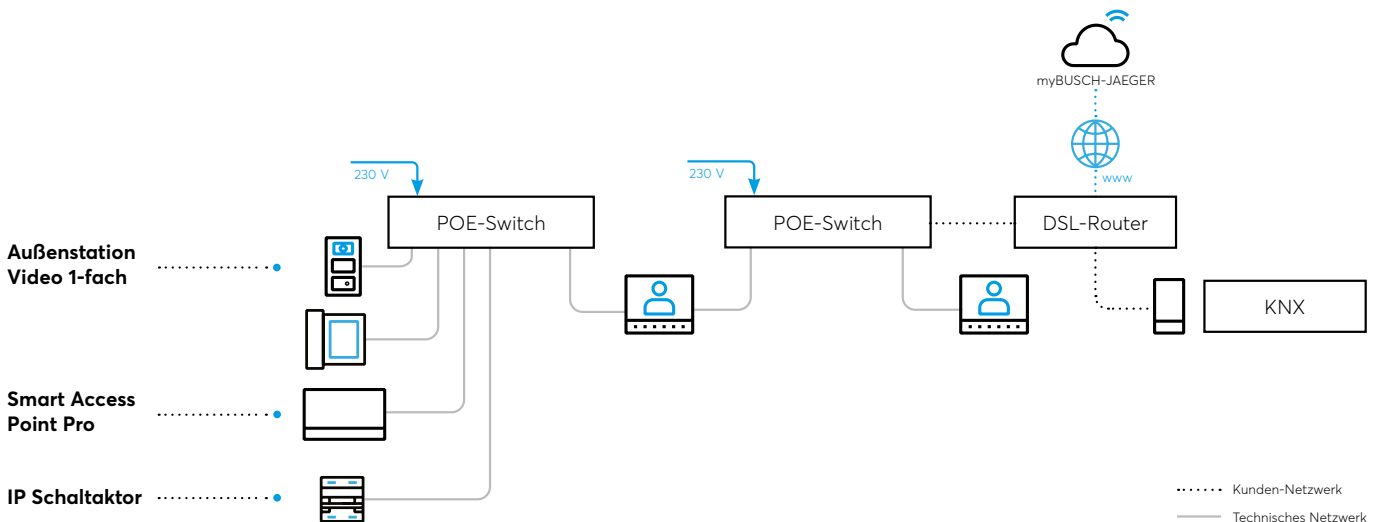 myBUSCH-JAEGER
www
230 V
230 V
POE-Switch
POE-Switch
DSL-Router
Außenstation
Video 1-fach
KNX
Smart Access
Point Pro
IP Schaltaktor
Kunden-Netzwerk
Technisches Netzwerk